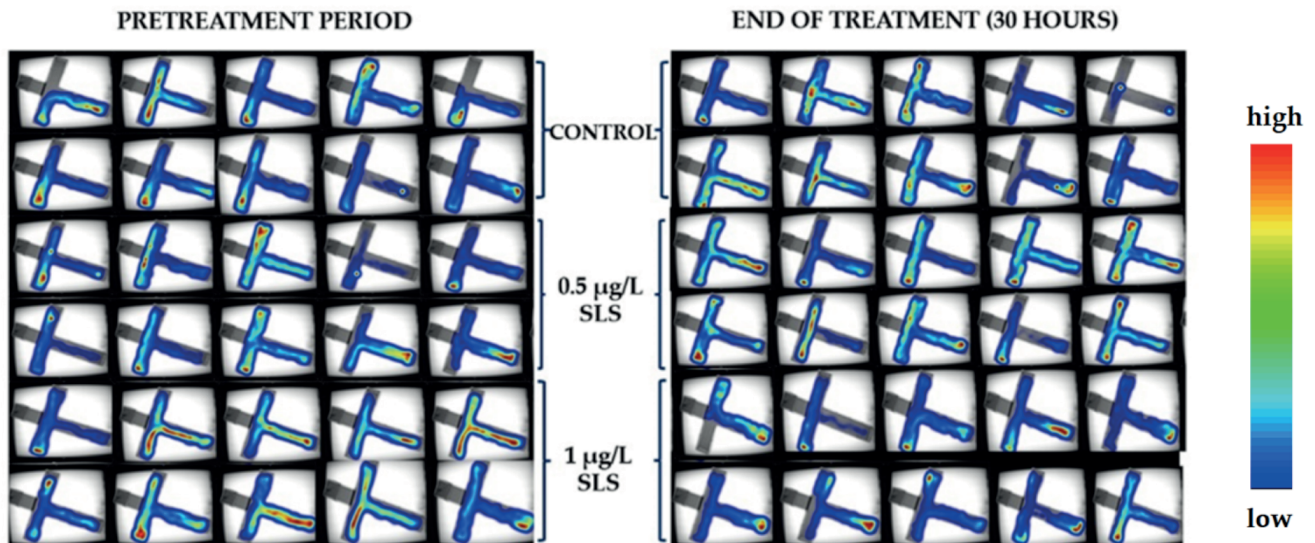 PRETREATMENT PERIOD
END OF TREATMENT (30 HOURS)
CONTROL
0.5 µg/L
SLS
1 µg/L
SLS
high
low